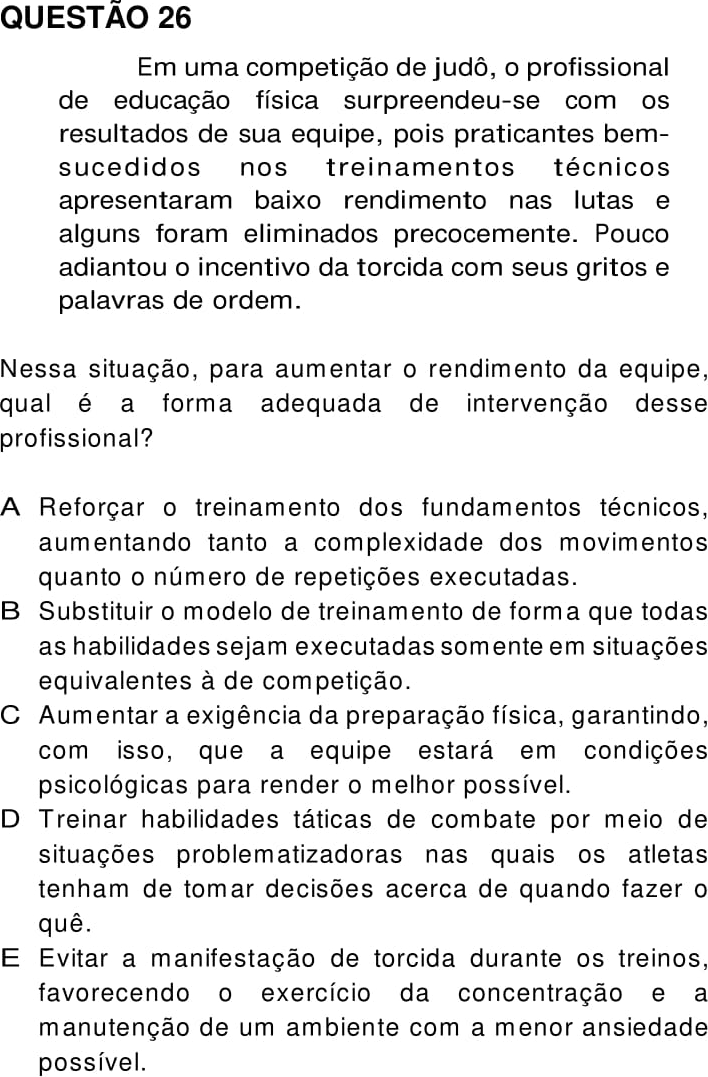 QUESTÃO 26
Em uma competição de judô, o profissional
de educação física surpreendeu-se com os
resultados de sua equipe, pois praticantes bem-
sucedidos nos treinamentos técnicos
apresentaram baixo rendimento nas lutas e
alguns foram eliminados precocemente. Pouco
adiantou o incentivo da torcida com seus gritos e
palavras de ordem.
Nessa situação, para aumentar o rendimento da equipe,
qual é a forma adequada de intervenção desse
profissional?
A Reforçar o treinamento dos fundamentos técnicos,
aumentando tanto a complexidade dos movimentos
quanto o número de repetições executadas.
B Substituir o modelo de treinamento de forma que todas
as habilidades sejam executadas somente em situações
equivalentes à de competição.
C Aumentar a exigência da preparação física, garantindo,
com isso, que a equipe estará em condições
psicológicas para render o melhor possível.
D Treinar habilidades táticas de combate por meio de
situações problematizadoras nas quais os atletas
tenham de tomar decisões acerca de quando fazer o
quê.
E Evitar a manifestação de torcida durante os treinos,
favorecendo o exercício da concentração e a
manutenção de um ambiente com a menor ansiedade
possível.